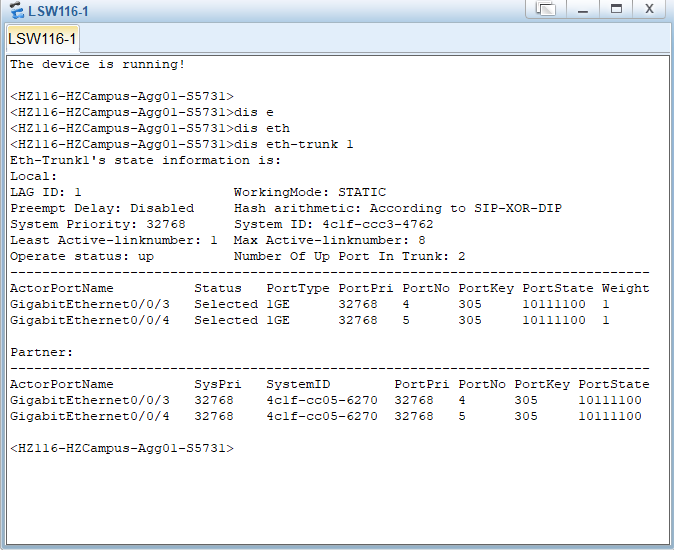 LSW116-1
LSW116-1
The device is running!
<HZ116-HZCampus-Agg01-S5731>
<HZ116-HZCampus-Agg01-S5731>dis e
<HZ116-HZCampus-Agg01-S5731>dis eth
<HZ116-HZCampus-Agg01-S5731>dis eth-trunk 1
Eth-Trunk1's state information is:
Local:
LAG ID: 1                   WorkingMode: STATIC
Preempt Delay: Disabled     Hash arithmetic: According to SIP-XOR-DIP
System Priority: 32768      System ID: 4c1f-ccc3-4762
Least Active-linknumber: 1  Max Active-linknumber: 8
Operate status: up          Number Of Up Port In Trunk: 2
--------------------------------------------------------------------------------
ActorPortName          Status   PortType PortPri PortNo PortKey PortState Weight
GigabitEthernet0/0/3   Selected 1GE      32768   4      305     10111100  1
GigabitEthernet0/0/4   Selected 1GE      32768   5      305     10111100  1
Partner:
--------------------------------------------------------------------------------
ActorPortName          SysPri   SystemID        PortPri PortNo PortKey PortState
GigabitEthernet0/0/3   32768    4c1f-cc05-6270  32768   4      305     10111100
GigabitEthernet0/0/4   32768    4c1f-cc05-6270  32768   5      305     10111100
<HZ116-HZCampus-Agg01-S5731>